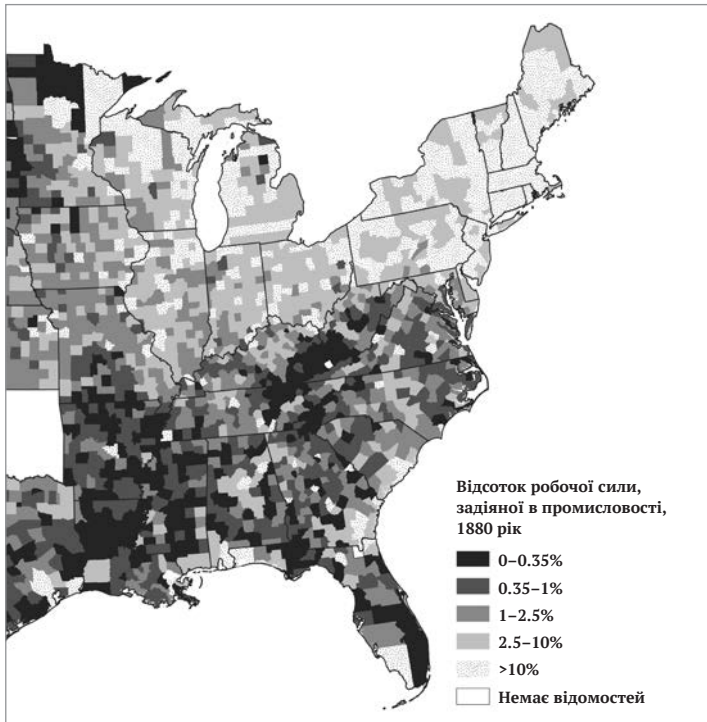 Відсоток робочої сили,
задіяної в промисловості,
1880 рік
0–0.35%
0.35–1%
1–2.5%
2.5–10%
>10%
Немає відомостей